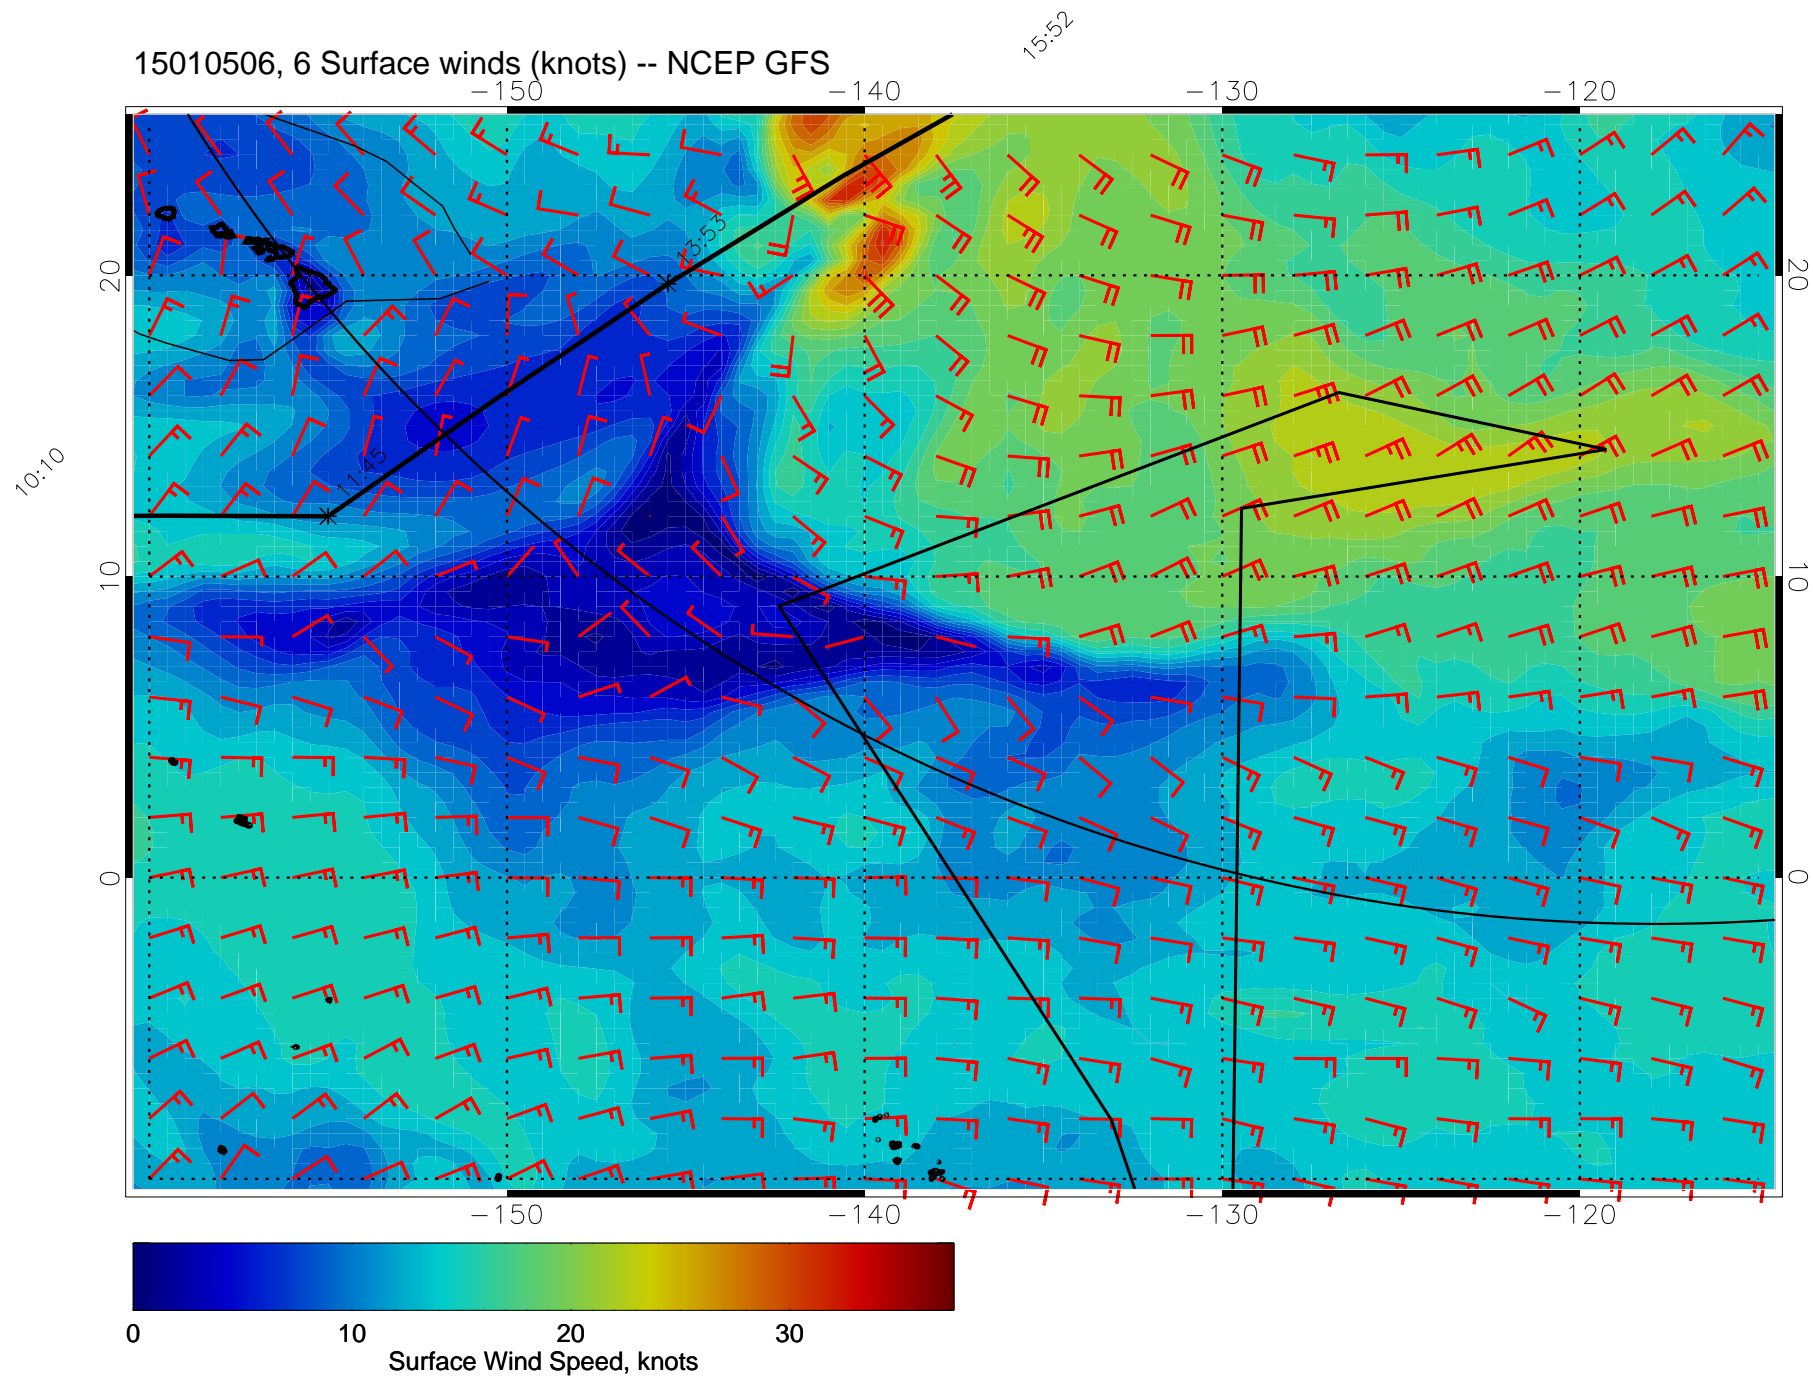 15:52
15010506, 6 Surface winds (knots) -- NCEP GFS
−150 −140 −130 −120
13:53
20 20
10:10
11:45
10 10
0 0
−150 −140 −130 −120
0 10 20 30
Surface Wind Speed, knots